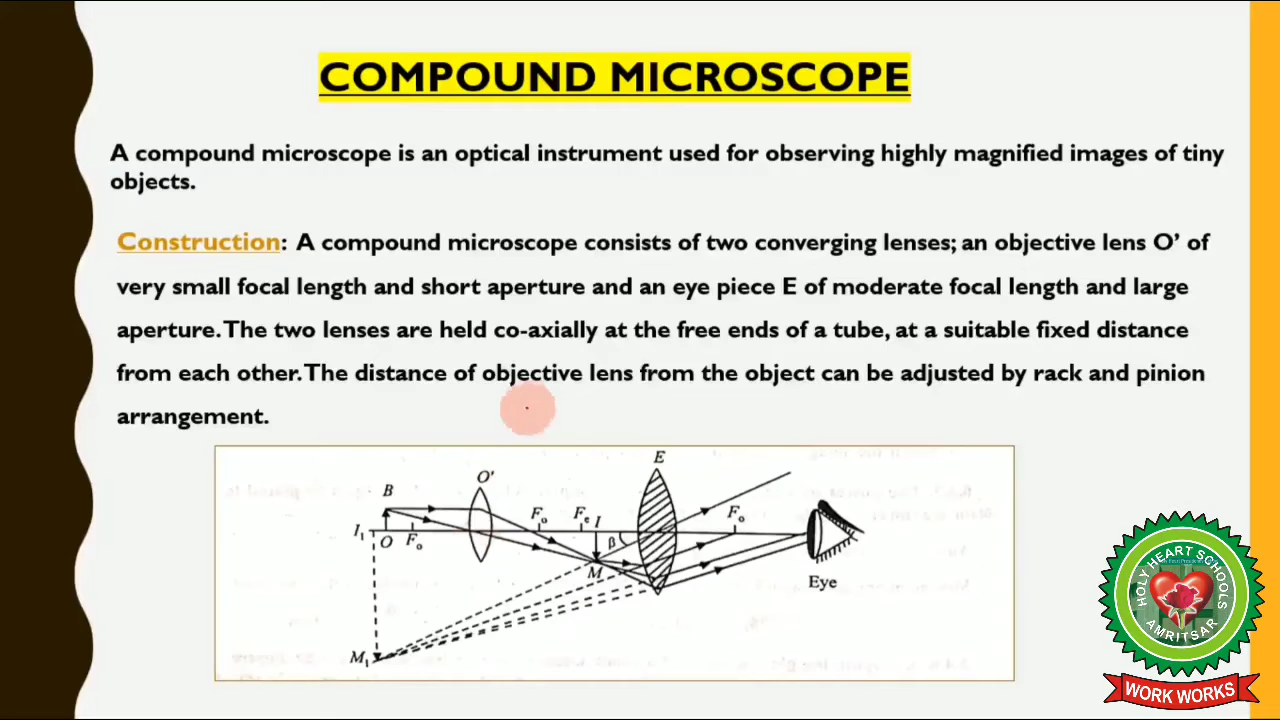 COMPOUND MICROSCOPE
A compound microscope is an optical instrument used for observing highly magnified images of tiny
objects.
Construction: A compound microscope consists of two converging lenses; an objective lens O’ of
very small focal length and short aperture and an eye piece E of moderate focal length and large
aperture. The two lenses are held co-axially at the free ends of a tube, at a suitable fixed distance
from each other. The distance of objective lens from the object can be adjusted by rack and pinion
arrangement.
E
B
O'
Fo
Fe
I
Fo
I1
O
Fo
β
M
Eye
M1
HOLY HEART SCHOOLS
AMRITSAR
WORK WORKS